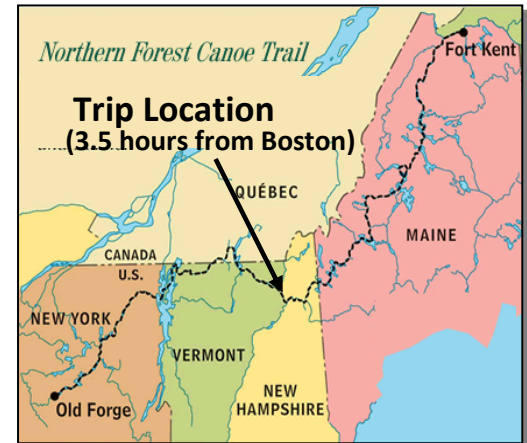 Northern Forest Canoe Trail
Fort Kent
Trip Location
(3.5 hours from Boston)
QUÉBEC
MAINE
CANADA
U.S.
NEW YORK
VERMONT
NEW
HAMPSHIRE
Old Forge